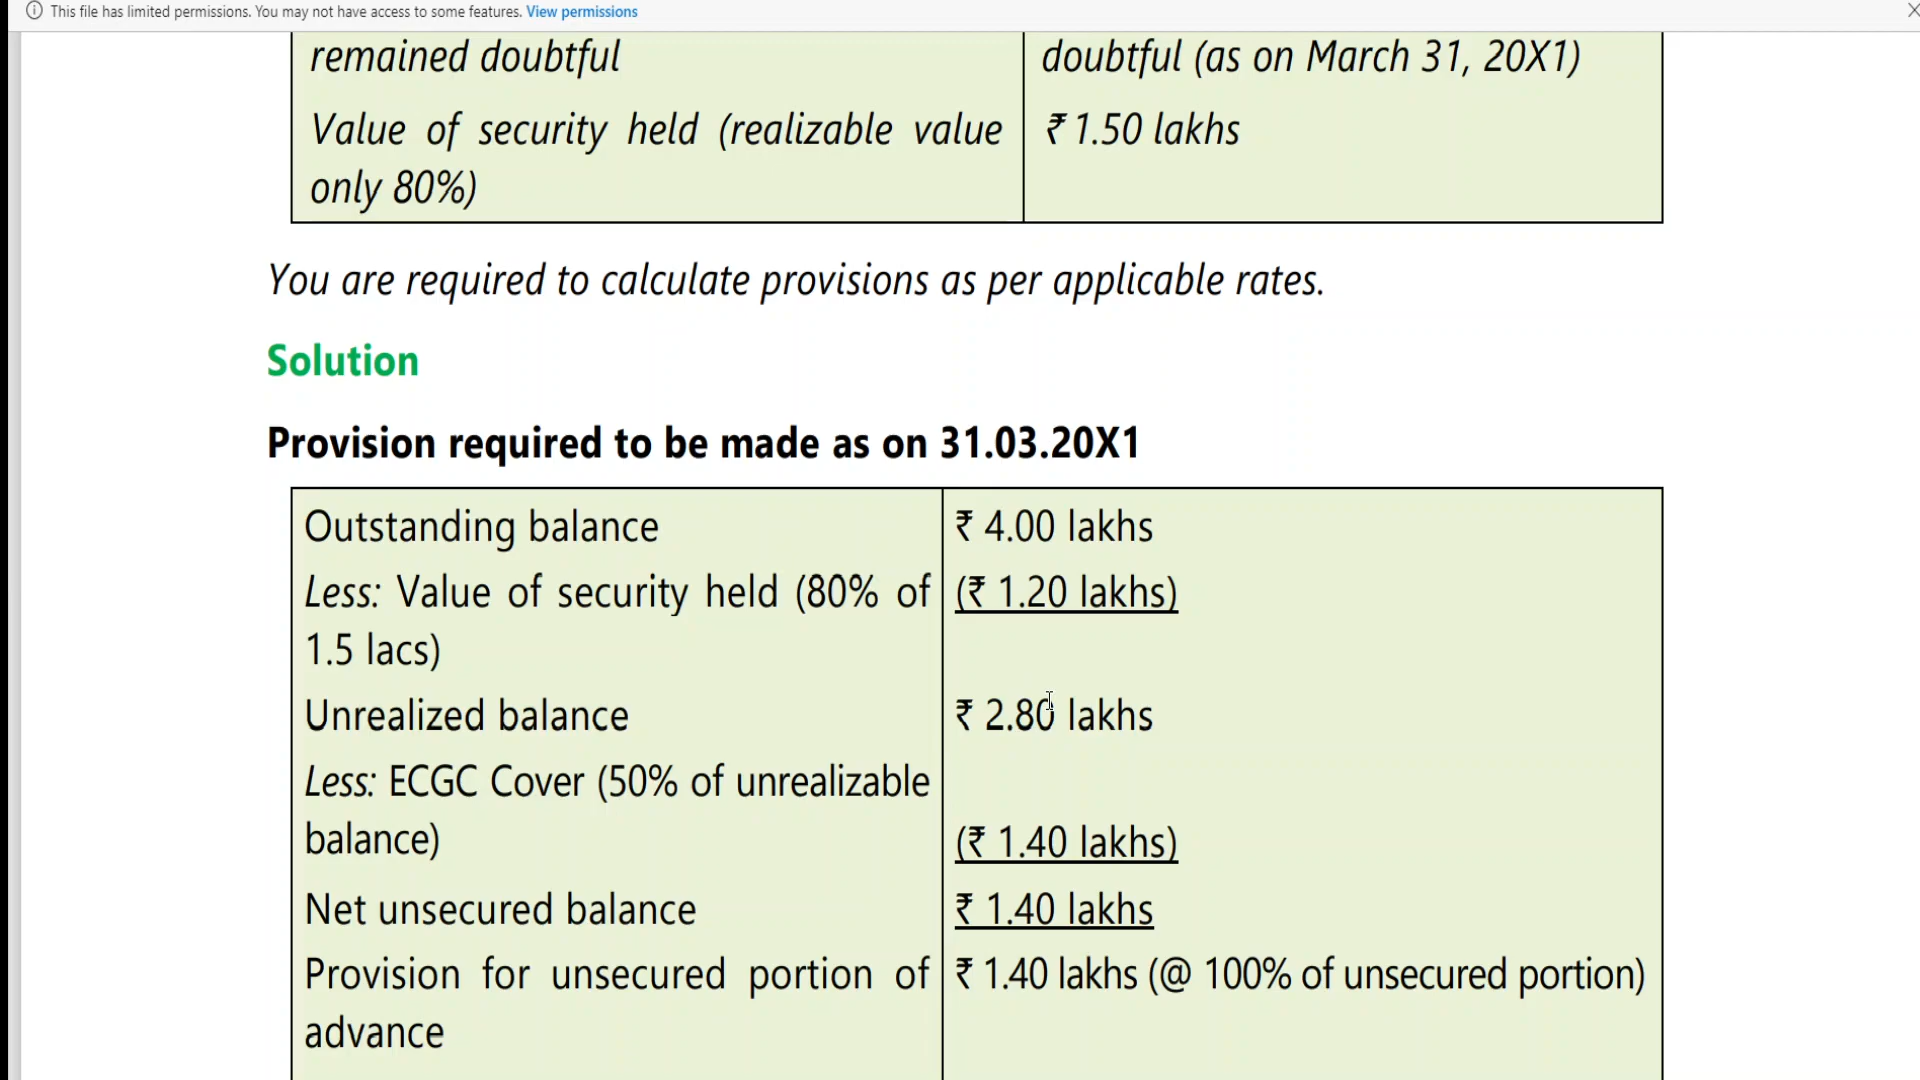 This file has limited permissions. You may not have access to some features. View permissions
remained doubtful
doubtful (as on March 31, 20X1)
Value of security held (realizable value
only 80%)
₹ 1.50 lakhs
You are required to calculate provisions as per applicable rates.
Solution
Provision required to be made as on 31.03.20X1
Outstanding balance
₹ 4.00 lakhs
Less: Value of security held (80% of
1.5 lacs)
(₹ 1.20 lakhs)
Unrealized balance
₹ 2.80 lakhs
Less: ECGC Cover (50% of unrealizable
balance)
(₹ 1.40 lakhs)
Net unsecured balance
₹ 1.40 lakhs
Provision for unsecured portion of
advance
₹ 1.40 lakhs (@ 100% of unsecured portion)